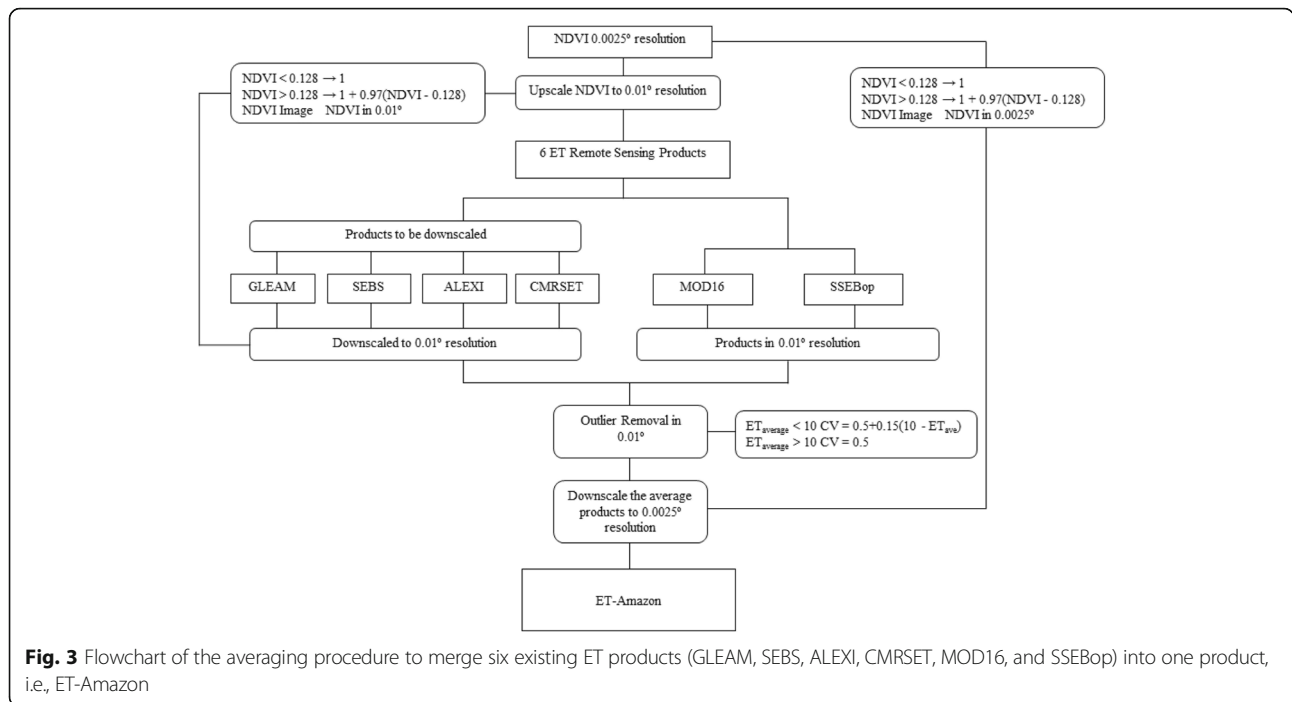 NDVI 0.0025° resolution
NDVI < 0.128 → 1
NDVI > 0.128 → 1 + 0.97(NDVI - 0.128)
NDVI Image NDVI in 0.01°
Upscale NDVI to 0.01° resolution
NDVI < 0.128 → 1
NDVI > 0.128 → 1 + 0.97(NDVI - 0.128)
NDVI Image NDVI in 0.0025°
6 ET Remote Sensing Products
Products to be downscaled
GLEAM
SEBS
ALEXI
CMRSET
MOD16
SSEBop
Downscaled to 0.01° resolution
Products in 0.01° resolution
Outlier Removal in
0.01°
ETaverage < 10 CV = 0.5+0.15(10 - ETave)
ETaverage > 10 CV = 0.5
Downscale the average
products to 0.0025°
resolution
ET-Amazon
Fig. 3 Flowchart of the averaging procedure to merge six existing ET products (GLEAM, SEBS, ALEXI, CMRSET, MOD16, and SSEBop) into one product,
i.e., ET-Amazon